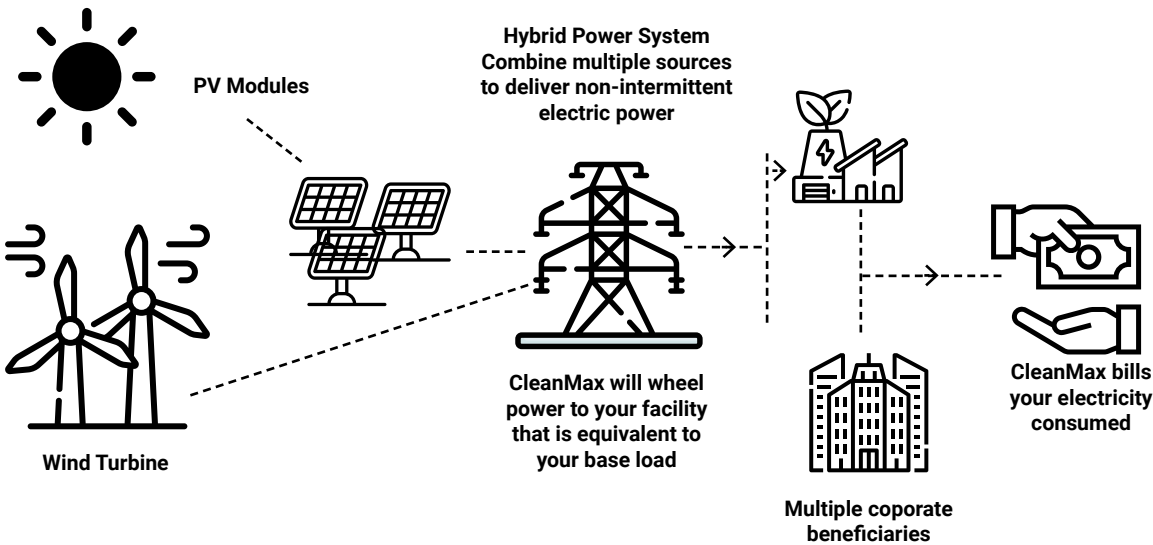 PV Modules
Hybrid Power System
Combine multiple sources
to deliver non-intermittent
electric power
Wind Turbine
CleanMax will wheel
power to your facility
that is equivalent to
your base load
Multiple coporate
beneficiaries
CleanMax bills
your electricity
consumed